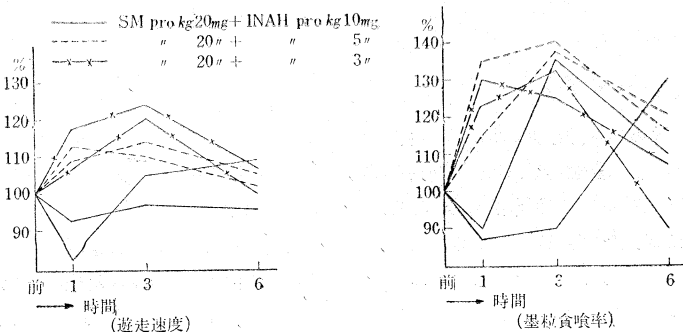 SM pro kg 20mg + INAH pro kg 10mg
〃 20〃 + 〃 5〃
〃 20〃 + 〃 3〃
%
130
120
110
100
90
前 1 3 6
時間
(遊走速度)
%
140
130
120
110
100
90
前 1 3 6
時間
(墨粒貪喰率)